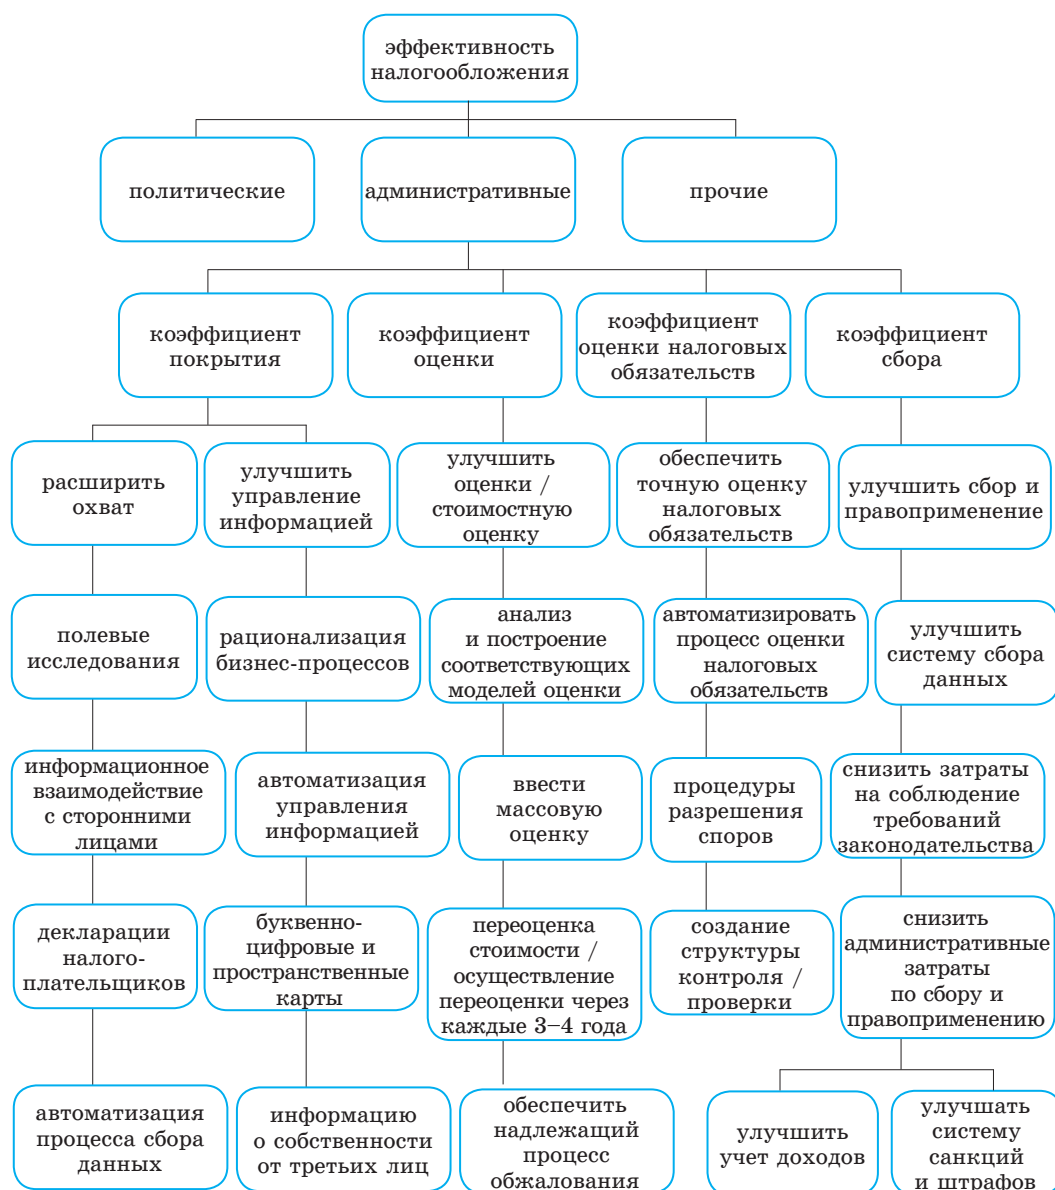 эффективность
налогообложения
политические
административные
прочие
коэффициент
покрытия
коэффициент
оценки
коэффициент
оценки налоговых
обязательств
коэффициент
сбора
расширить
охват
улучшить
управление
информацией
улучшить
оценки /
стоимостную
оценку
обеспечить
точную оценку
налоговых
обязательств
улучшить сбор и
правоприменение
полевые
исследования
рационализация
бизнес-процессов
анализ
и построение
соответствующих
моделей оценки
автоматизировать
процесс оценки
налоговых
обязательств
улучшить
систему сбора
данных
информационное
взаимодействие
с сторонними
лицами
автоматизация
управления
информацией
ввести
массовую
оценку
процедуры
разрешения
споров
снизить затраты
на соблюдение
требований
законодательства
декларации
налого-
плательщиков
буквенно-
цифровые и
пространственные
карты
переоценка
стоимости /
осуществление
переоценки через
каждые 3–4 года
создание
структуры
контроля /
проверки
снизить
административные
затраты
по сбору и
правоприменению
автоматизация
процесса сбора
данных
информацию
о собственности
от третьих лиц
обеспечить
надлежащий
процесс
обжалования
улучшить
учет доходов
улучшать
систему
санкций
и штрафов